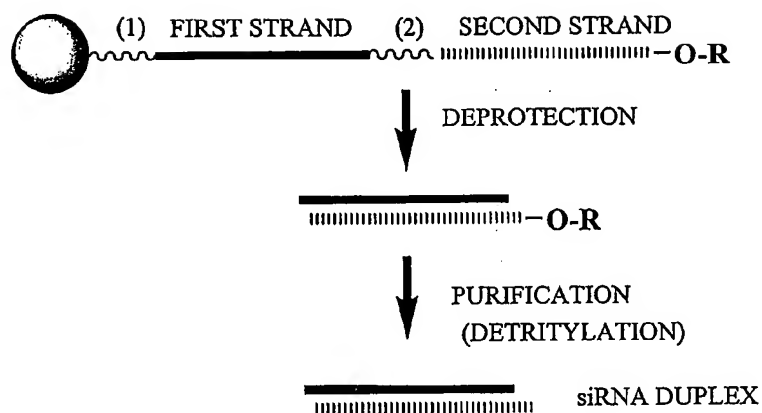 (1) FIRST STRAND (2) SECOND STRAND
-O-R
DEPROTECTION
-O-R
PURIFICATION
(DETRITYLATION)
siRNA DUPLEX